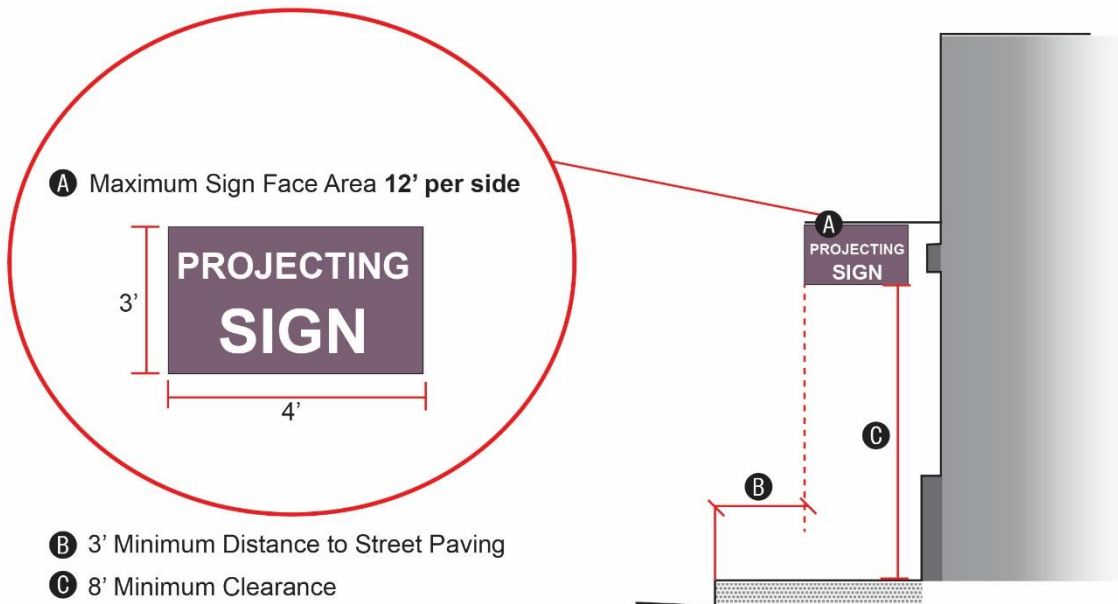 A Maximum Sign Face Area 12’ per side
PROJECTING
SIGN
3’
4’
B 3’ Minimum Distance to Street Paving
C 8’ Minimum Clearance
A
PROJECTING
SIGN
C
B